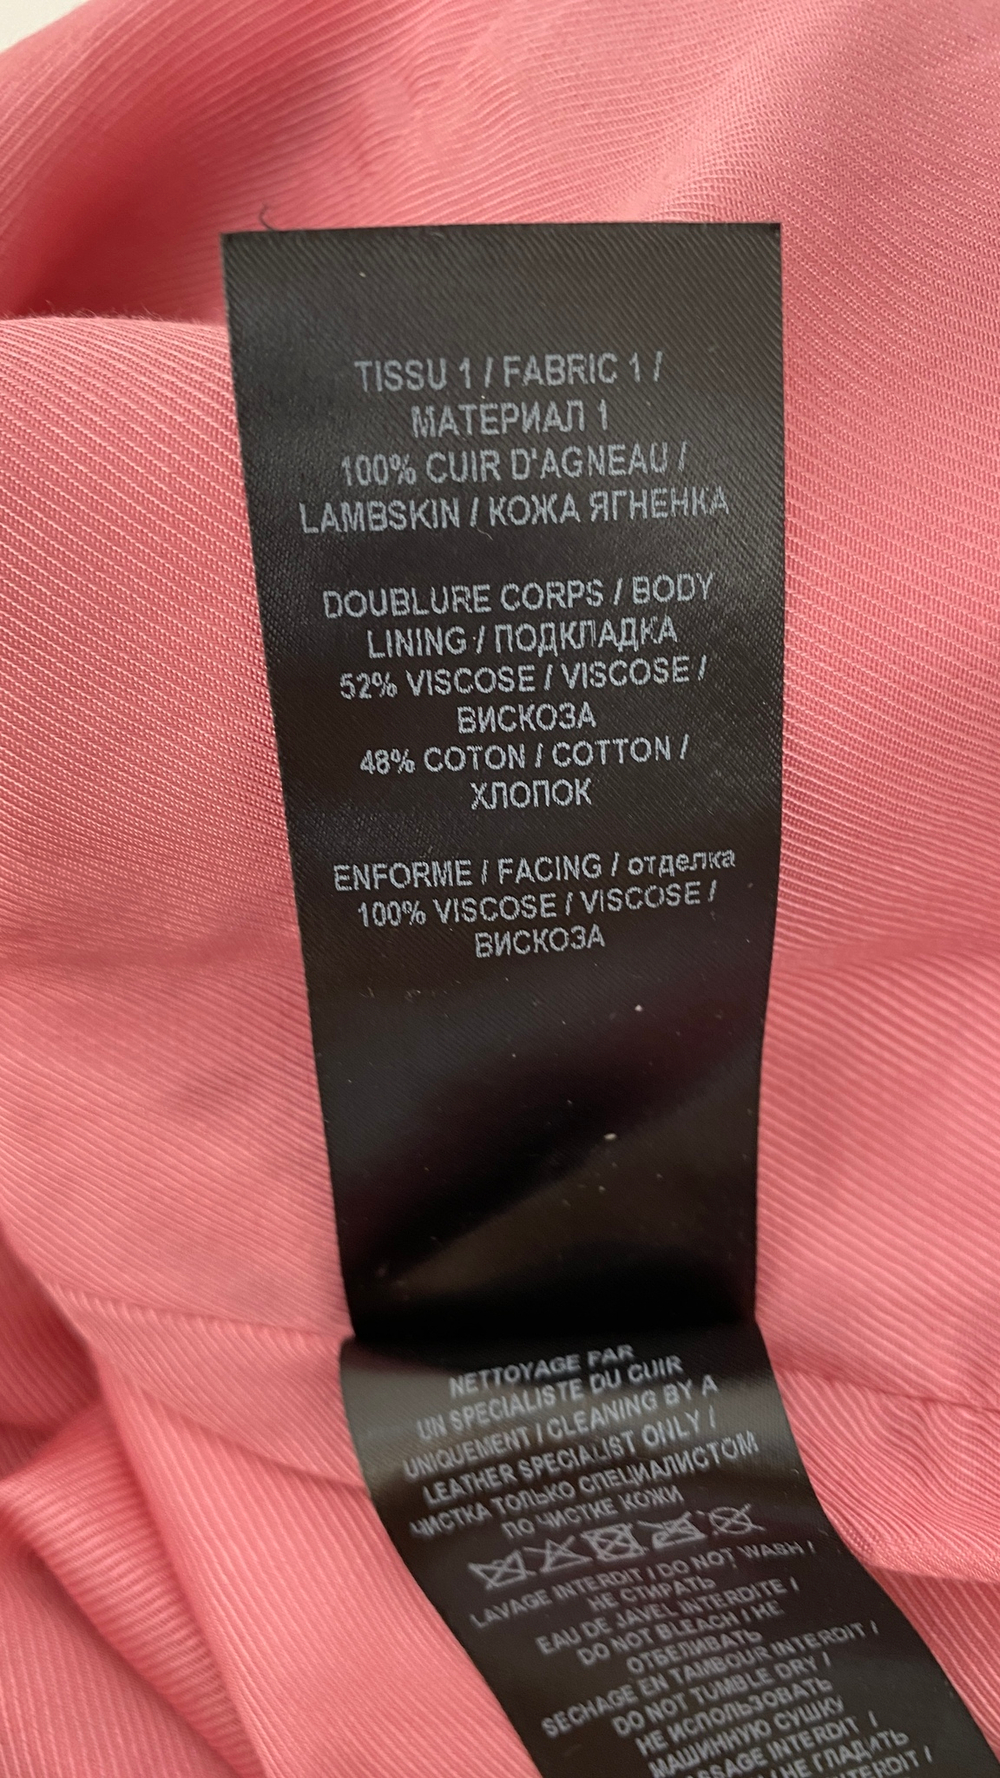 TISSU 1 / FABRIC 1 /
МАТЕРИАЛ 1
100% CUIR D'AGNEAU /
LAMBSKIN / КОЖА ЯГНЕНКА
DOUBLURE CORPS / BODY
LINING / ПОДКЛАДКА
52% VISCOSE / VISCOSE /
ВИСКОЗА
48% COTON / COTTON /
ХЛОПОК
ENFORME / FACING / отделка
100% VISCOSE / VISCOSE /
ВИСКОЗА
NETTOYAGE PAR
UN SPECIALISTE DU CUIR
UNIQUEMENT / CLEANING BY A
LEATHER SPECIALIST ONLY /
ЧИСТКА ТОЛЬКО СПЕЦИАЛИСТОМ
ПО ЧИСТКЕ КОЖИ
LAVAGE INTERDIT / DO NOT WASH /
НЕ СТИРАТЬ
EAU DE JAVEL INTERDITE /
DO NOT BLEACH / НЕ
ОТБЕЛИВАТЬ
SECHAGE EN TAMBOUR INTERDIT /
DO NOT TUMBLE DRY /
НЕ ИСПОЛЬЗОВАТЬ
МАШИННУЮ СУШКУ
INTERDIT /
НЕ ГЛАДИТЬ